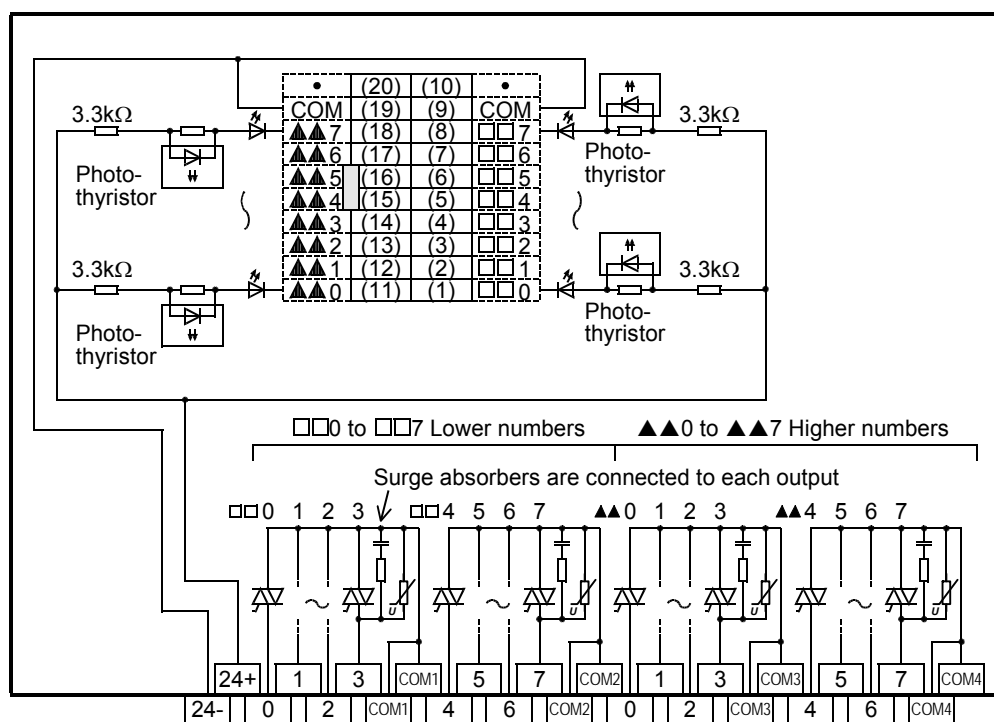 • (20) (10) •
COM (19) (9) COM
3.3kΩ ▲▲7 (18) (8) □□7 3.3kΩ
▲▲6 (17) (7) □□6
Photo-
thyristor
Photo-
thyristor
▲▲5 (16) (6) □□5
▲▲4 (15) (5) □□4
▲▲3 (14) (4) □□3
▲▲2 (13) (3) □□2
3.3kΩ ▲▲1 (12) (2) □□1 3.3kΩ
▲▲0 (11) (1) □□0
Photo-
thyristor
Photo-
thyristor
□□0 to □□7 Lower numbers ▲▲0 to ▲▲7 Higher numbers
Surge absorbers are connected to each output
□□0 1 2 3 □□4 5 6 7 ▲▲0 1 2 3 ▲▲4 5 6 7
U U U U
24+ 1 3 COM1 5 7 COM2 1 3 COM3 5 7 COM4
24- 0 2 COM1 4 6 COM2 0 2 COM3 4 6 COM4